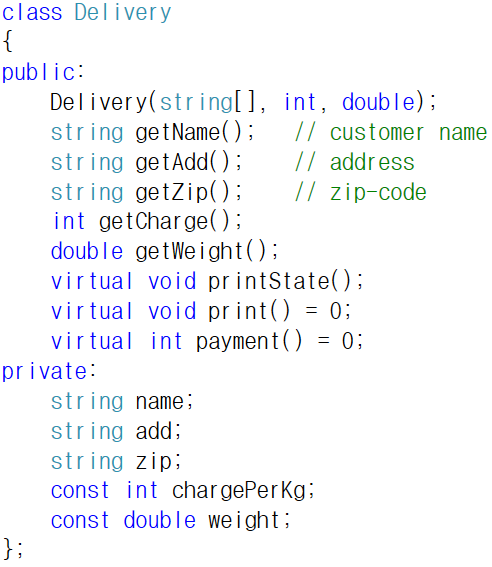 class Delivery
{
public:
    Delivery(string[], int, double);
    string getName();   // customer name
    string getAdd();    // address
    string getZip();    // zip-code
    int getCharge();
    double getWeight();
    virtual void printState();
    virtual void print() = 0;
    virtual int payment() = 0;
private:
    string name;
    string add;
    string zip;
    const int chargePerKg;
    const double weight;
};